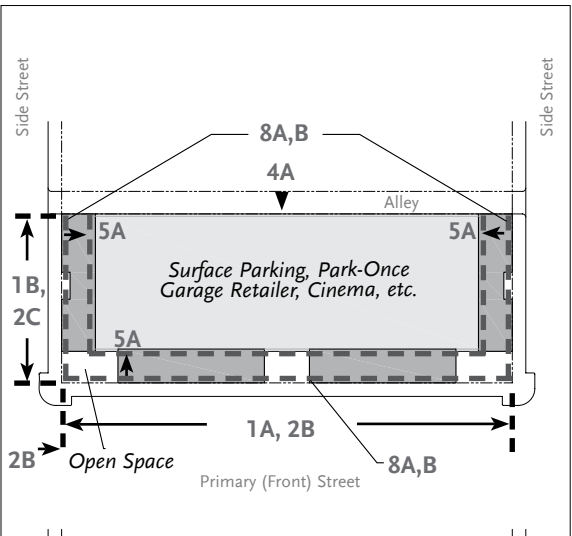 Side Street
Side Street
8A,B
4A
Alley
5A
5A
Surface Parking, Park-Once
Garage Retailer, Cinema, etc.
1B,
2C
5A
1A, 2B
2B
Open Space
8A,B
Primary (Front) Street